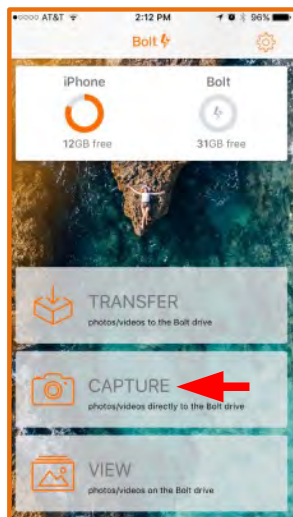 AT&T 2:12 PM 96%
Bolt
iPhone Bolt
12GB free 31GB free
TRANSFER
photos/videos to the Bolt drive
CAPTURE
photos/videos directly to the Bolt drive
VIEW
photos/videos on the Bolt drive